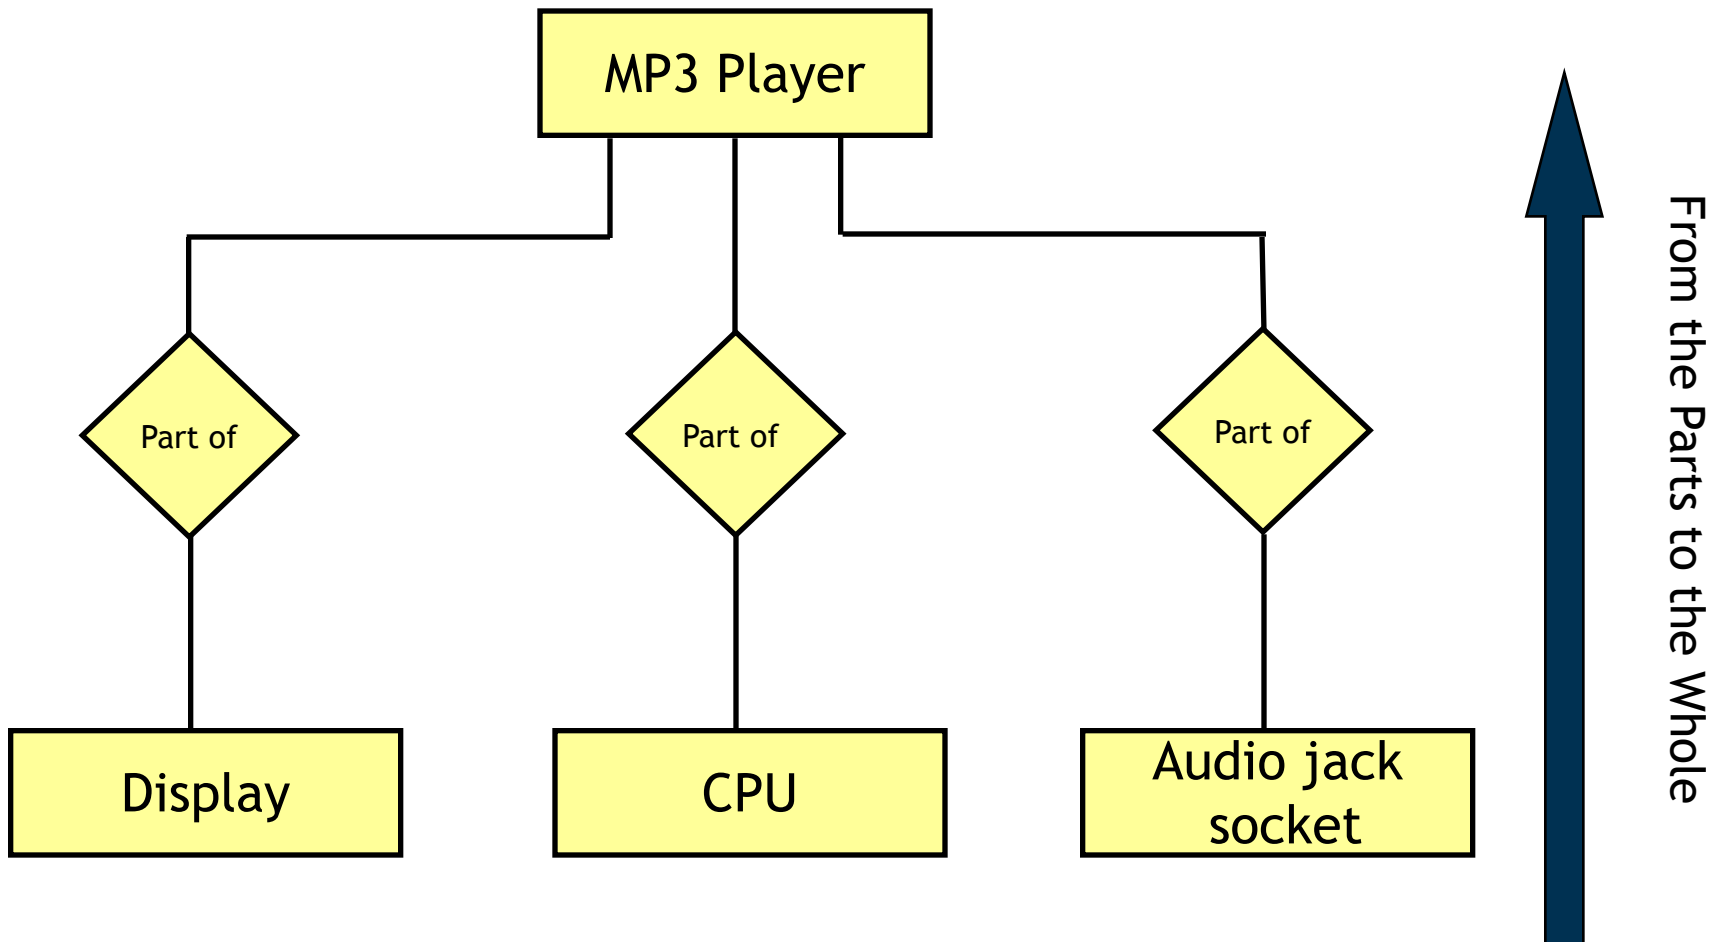 MP3 Player
Part of
Part of
Part of
Display
CPU
Audio jack
socket
From the Parts to the Whole